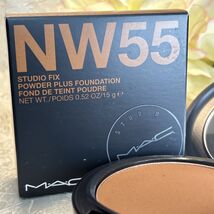 NW55
STUDIO FIX
POWDER PLUS FOUNDATION
FOND DE TEINT POUDRE
NET WT./POIDS 0.52 OZ/15 g ℮
STUDIO
MAC
MAC